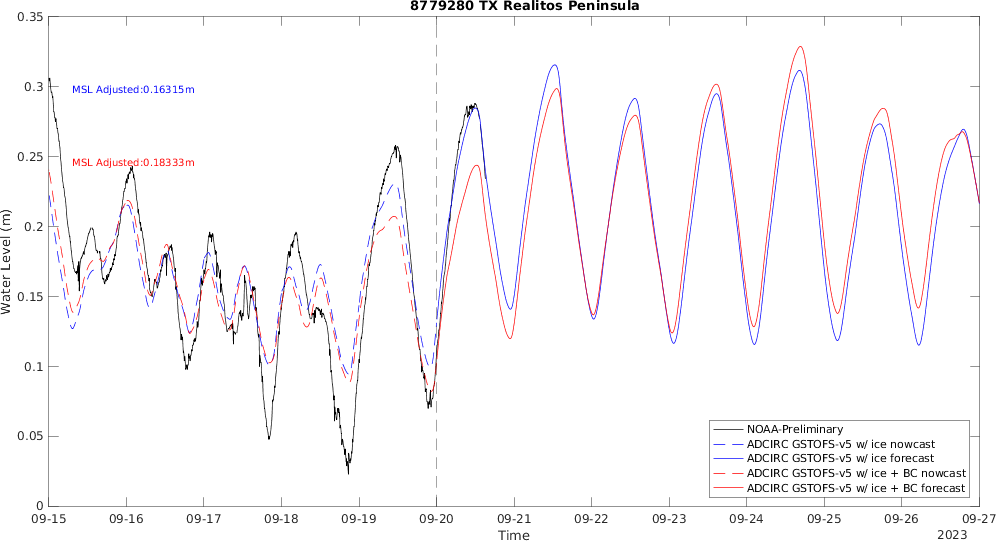 8779280 TX Realitos Peninsula
0.35
0.3
0.25
0.2
0.15
0.1
0.05
0
Water Level (m)
MSL Adjusted:0.16315m
MSL Adjusted:0.18333m
NOAA-Preliminary
ADCIRC GSTOFS-v5 w/ ice nowcast
ADCIRC GSTOFS-v5 w/ ice forecast
ADCIRC GSTOFS-v5 w/ ice + BC nowcast
ADCIRC GSTOFS-v5 w/ ice + BC forecast
09-15 09-16 09-17 09-18 09-19 09-20 09-21 09-22 09-23 09-24 09-25 09-26 09-27
Time
2023